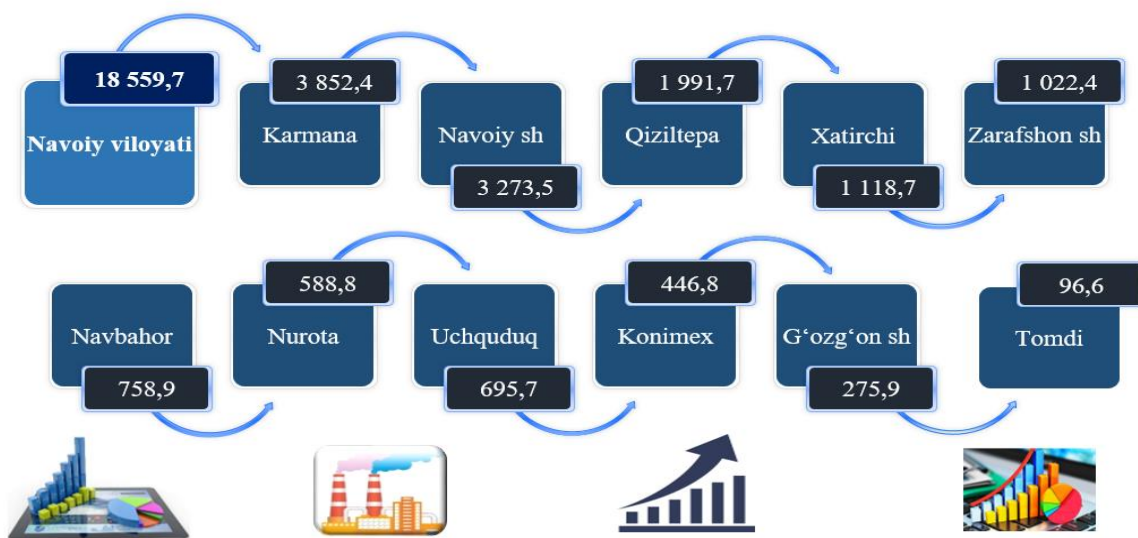 18 559,7
Navoiy viloyati
3 852,4
Karmana
Navoiy sh
3 273,5
1 991,7
Qiziltepa
Xatirchi
1 118,7
1 022,4
Zarafshon sh
Navbahor
758,9
588,8
Nurota
Uchquduq
695,7
446,8
Konimex
G‘ozg‘on sh
275,9
96,6
Tomdi